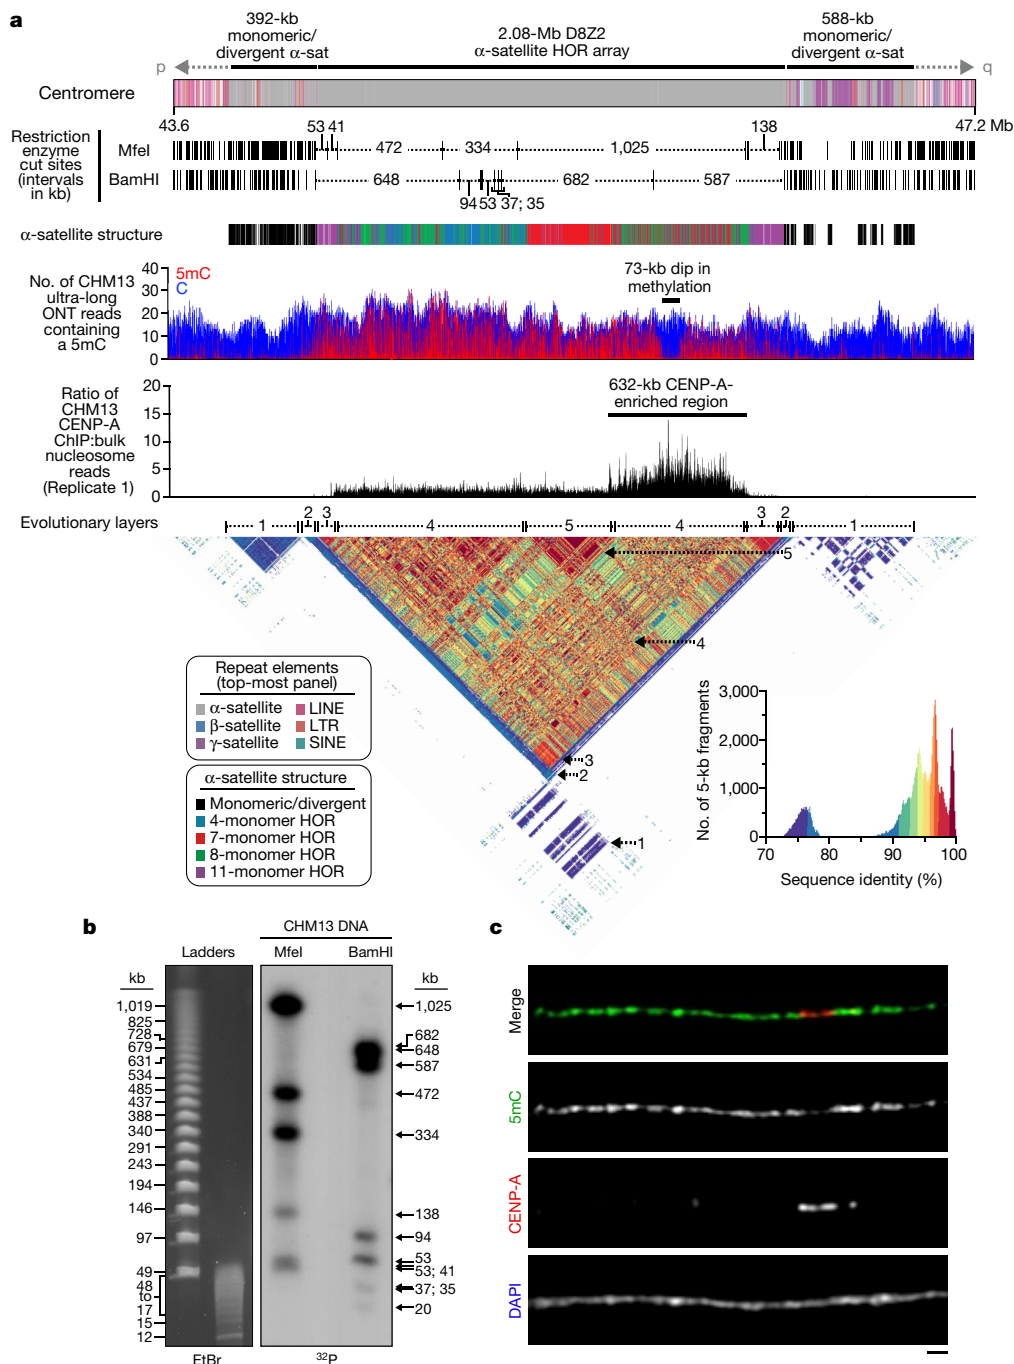 a
392-kb
monomeric/
divergent α-sat
2.08-Mb D8Z2
α-satellite HOR array
588-kb
monomeric/
divergent α-sat
p
q
Centromere
43.6
53 41
138
47.2 Mb
Restriction
enzyme
cut sites
(intervals
in kb)
MfeI
472
334
1,025
BamHI
648
682
587
94 53 37; 35
α-satellite structure
No. of CHM13
ultra-long
ONT reads
containing
a 5mC
40
30
20
10
0
5mC
C
73-kb dip in
methylation
Ratio of
CHM13
CENP-A
ChIP:bulk
nucleosome
reads
(Replicate 1)
20
15
10
5
0
632-kb CENP-A-
enriched region
Evolutionary layers
1
2
3
4
5
4
3
2
1
5
4
3
2
1
Repeat elements
(top-most panel)
α-satellite
LINE
β-satellite
LTR
γ-satellite
SINE
α-satellite structure
Monomeric/divergent
4-monomer HOR
7-monomer HOR
8-monomer HOR
11-monomer HOR
No. of 5-kb fragments
3,000
2,000
1,000
0
70
80
90
100
Sequence identity (%)
b
CHM13 DNA
Ladders
MfeI
BamHI
kb
1,019
825
728
679
631
534
485
437
388
340
291
243
194
146
97
49
48
to
17
15
12
kb
1,025
682
648
587
472
334
138
94
53
53; 41
37; 35
20
EtBr
32P
c
Merge
5mC
CENP-A
DAPI